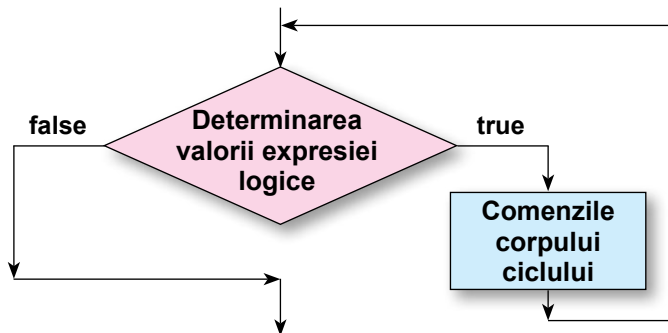 false
Determinarea
valorii expresiei
logice
true
Comenzile
corpului
ciclului